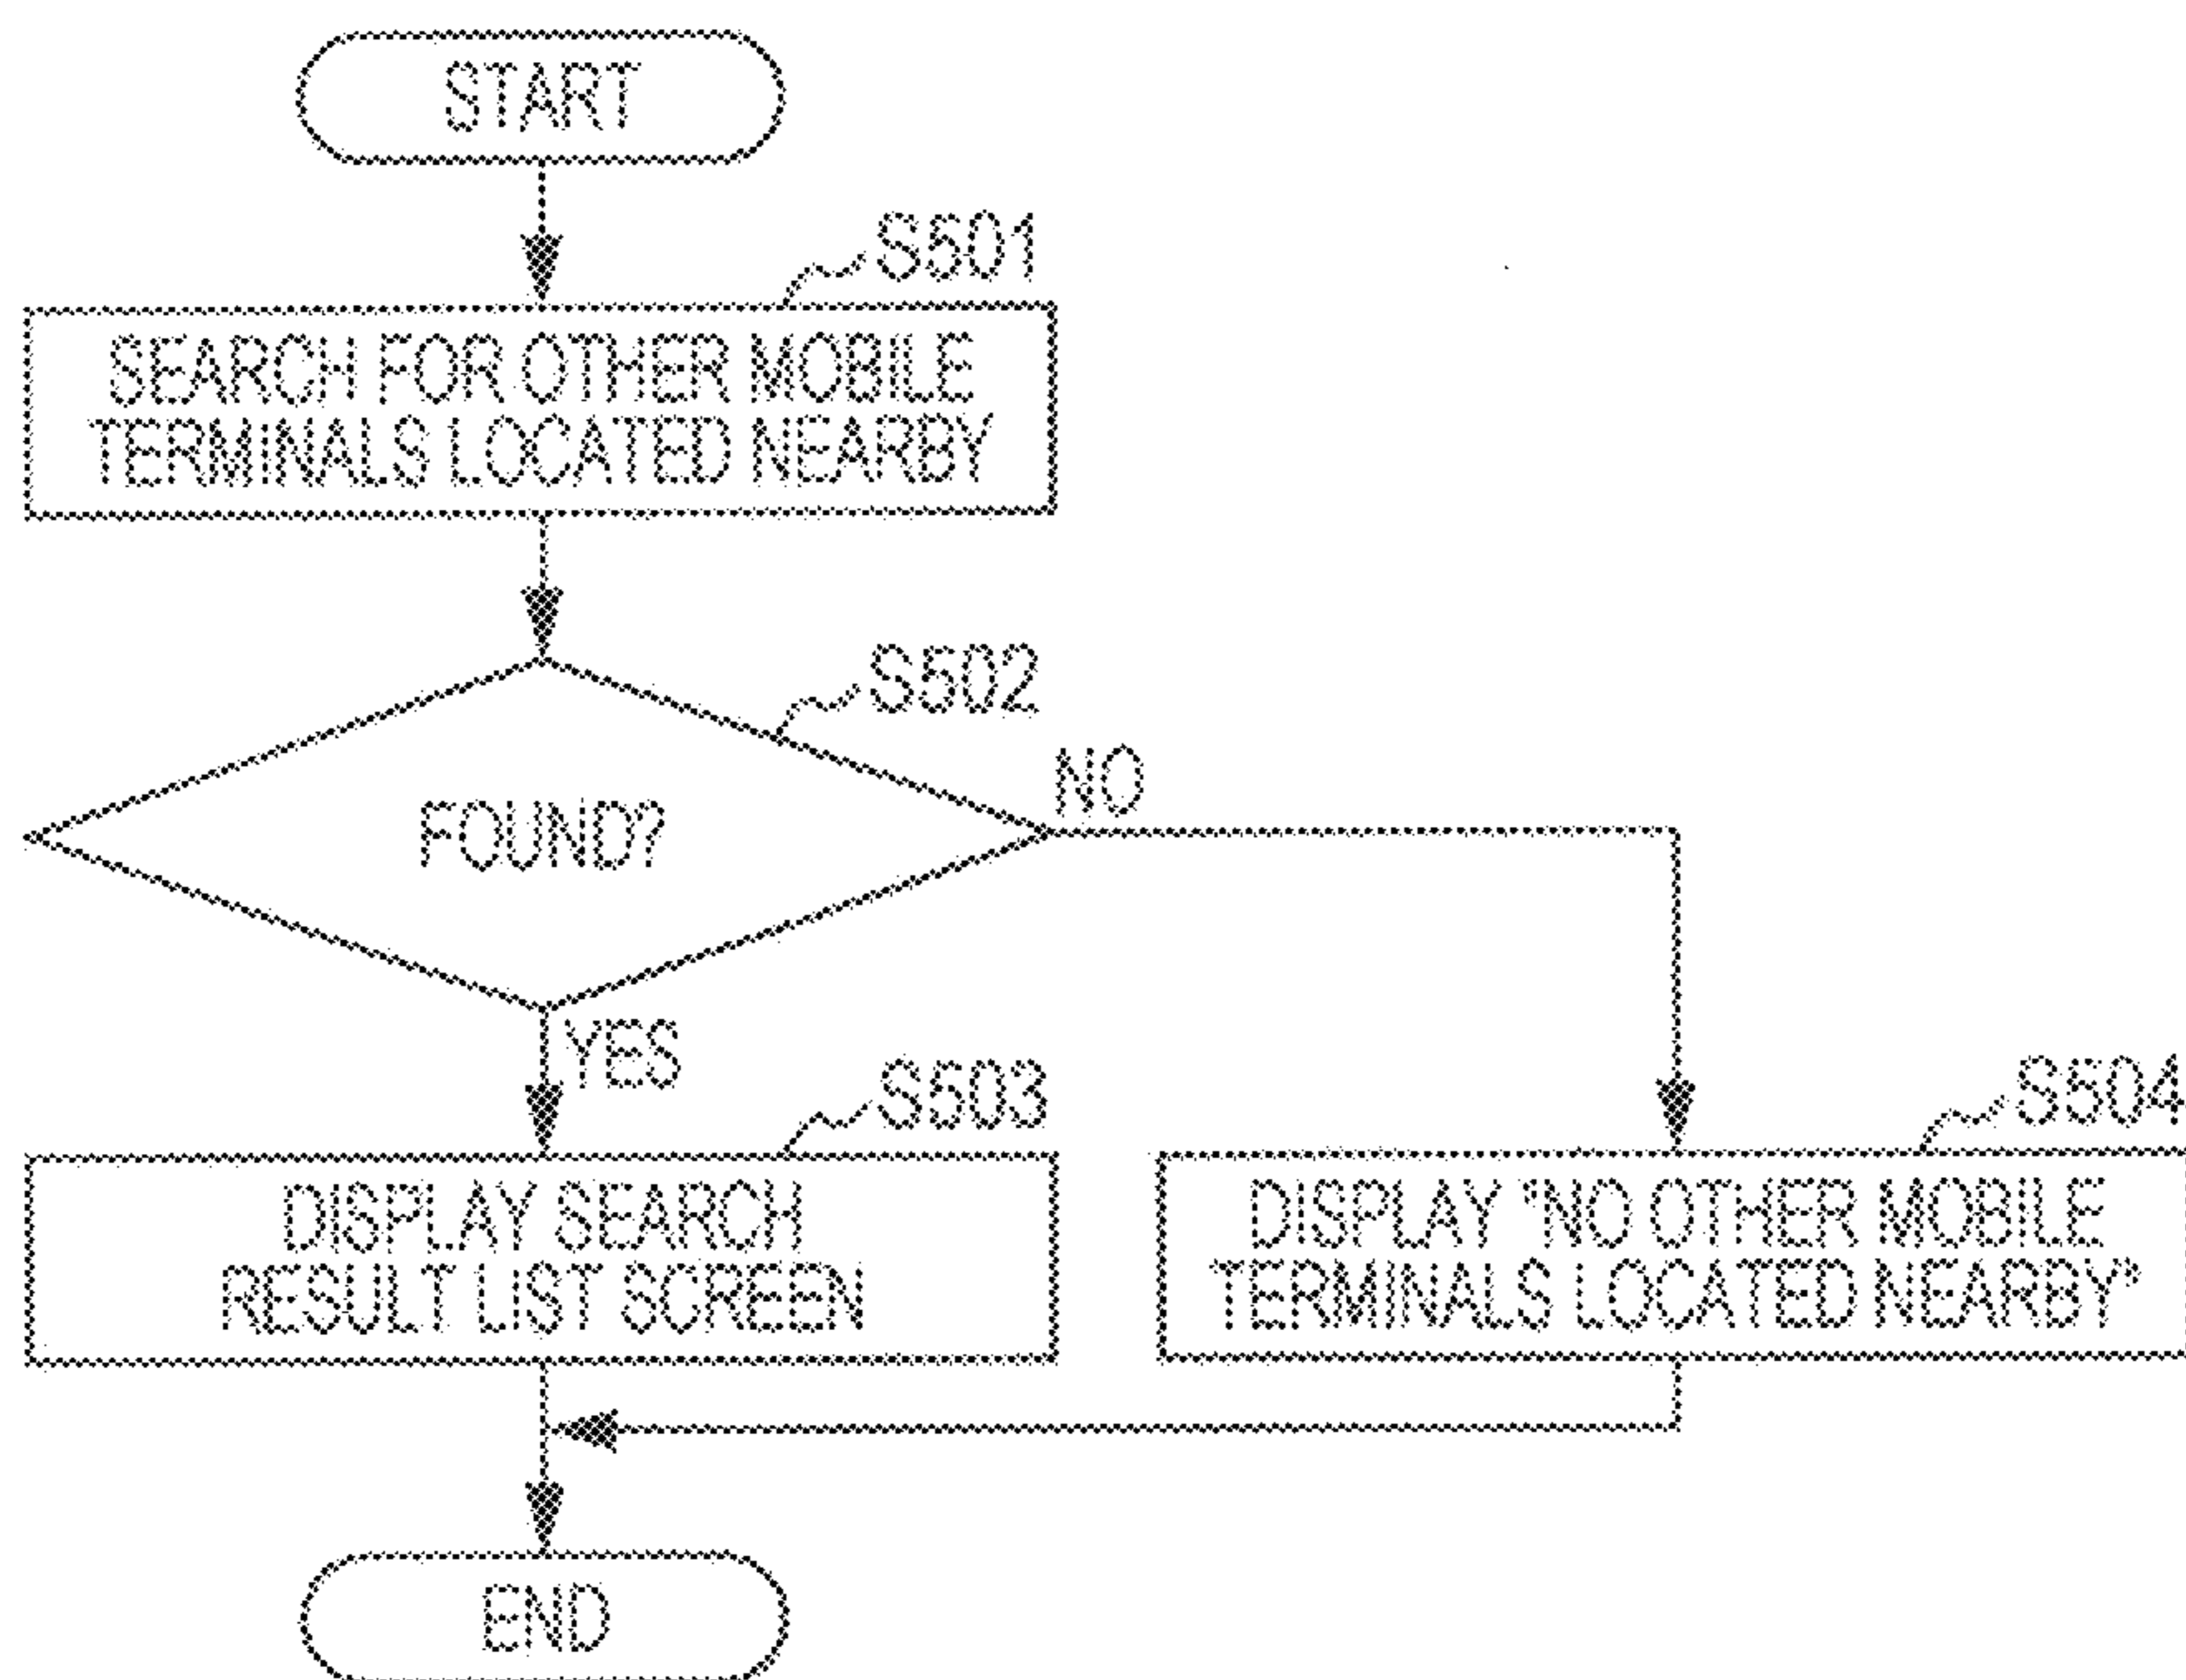 START
S501
SEARCH FOR OTHER MOBILE
TERMINALS LOCATED NEARBY
S502
FOUND?
NO
YES
S503
DISPLAY SEARCH
RESULT LIST SCREEN
S504
DISPLAY "NO OTHER MOBILE
TERMINALS LOCATED NEARBY"
END